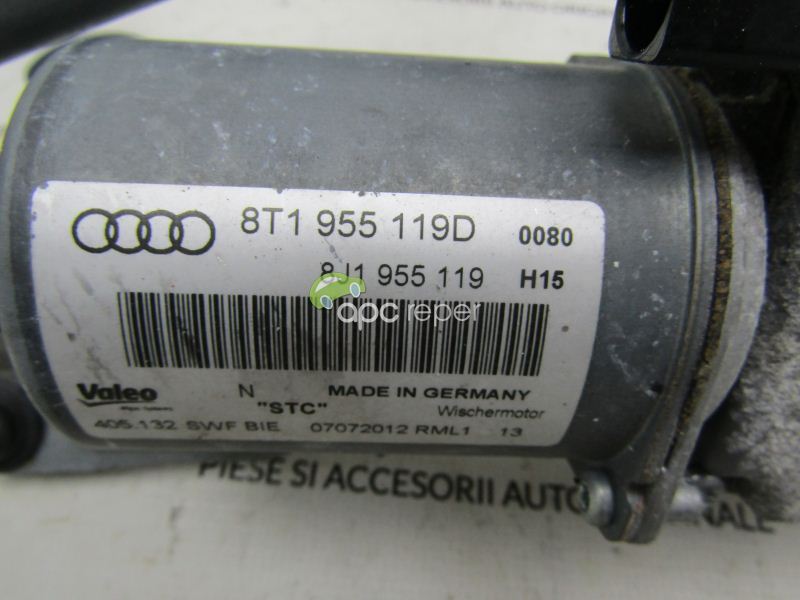 8T1 955 119D 0080
8J1 955 119 H15
apc reper
Valeo
N MADE IN GERMANY
"STC" Wischermotor
405.132 SWF BIE 07072012 RML1 13
PIESE SI ACCESORII AUTO